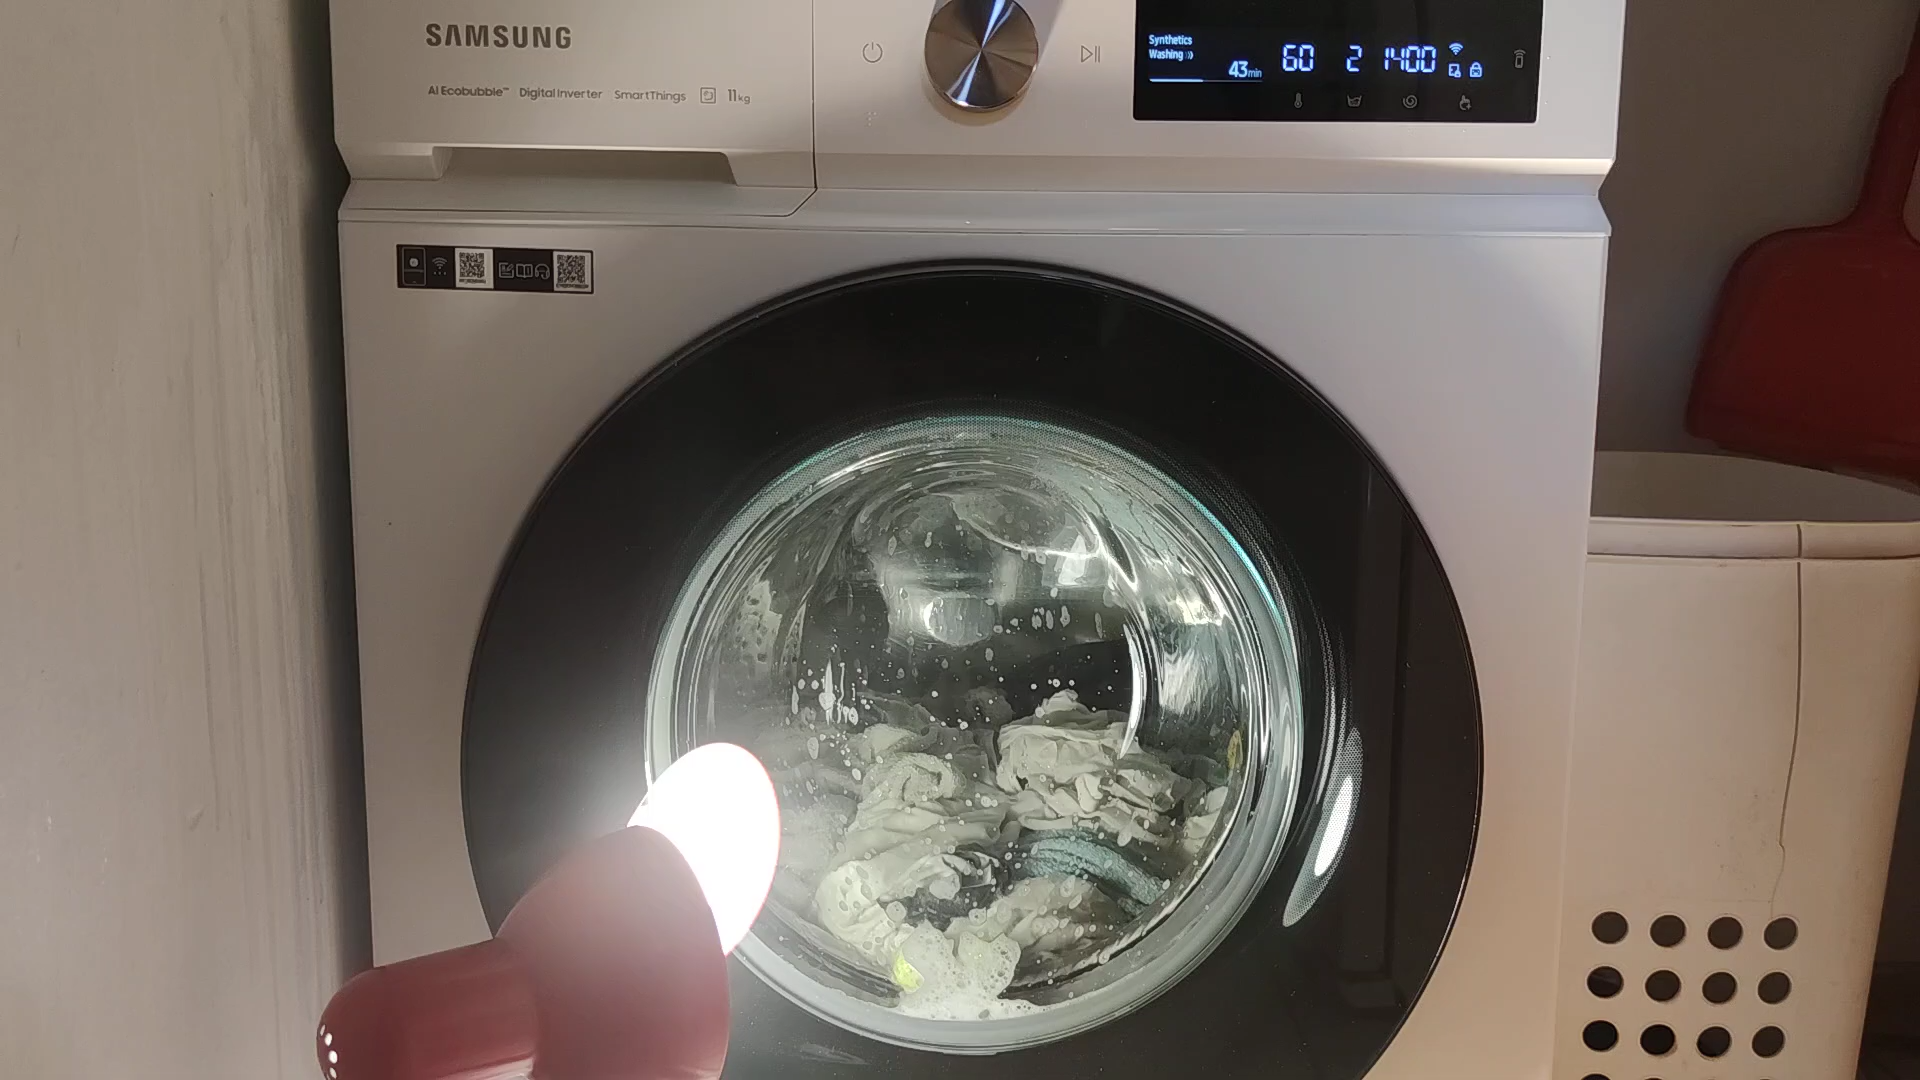 SAMSUNG
AI Ecobubble™ Digital Inverter SmartThings 11kg
Synthetics
Washing
43min
60 2 1400